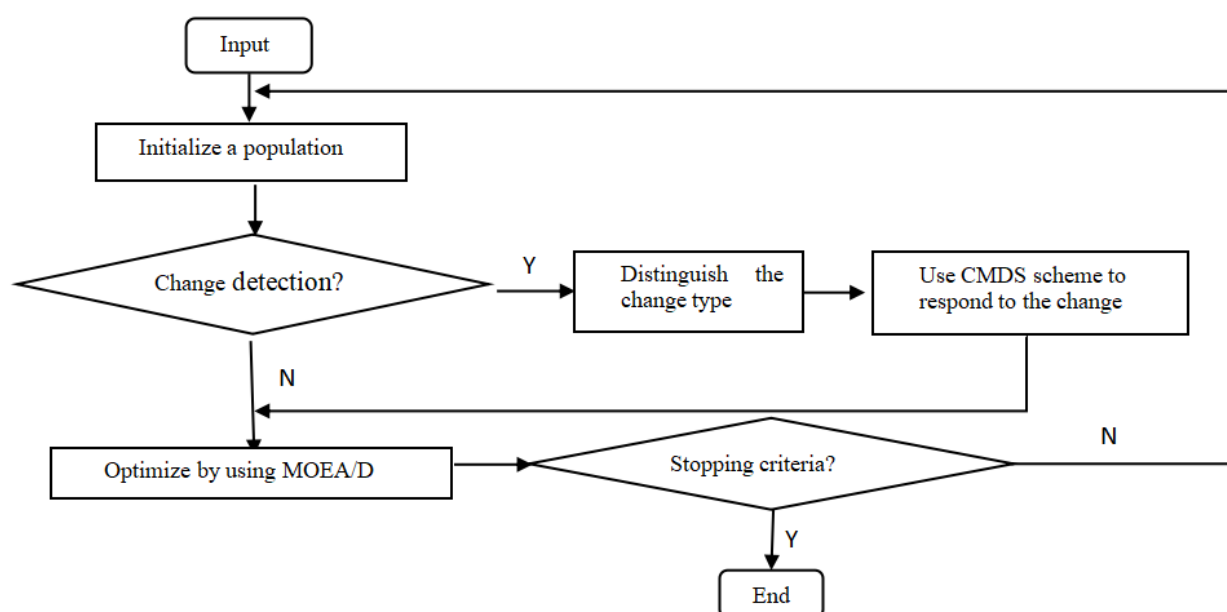 Input
Initialize a population
Change detection?
Y
Distinguish the
change type
Use CMDS scheme to
respond to the change
N
Optimize by using MOEA/D
Stopping criteria?
N
Y
End